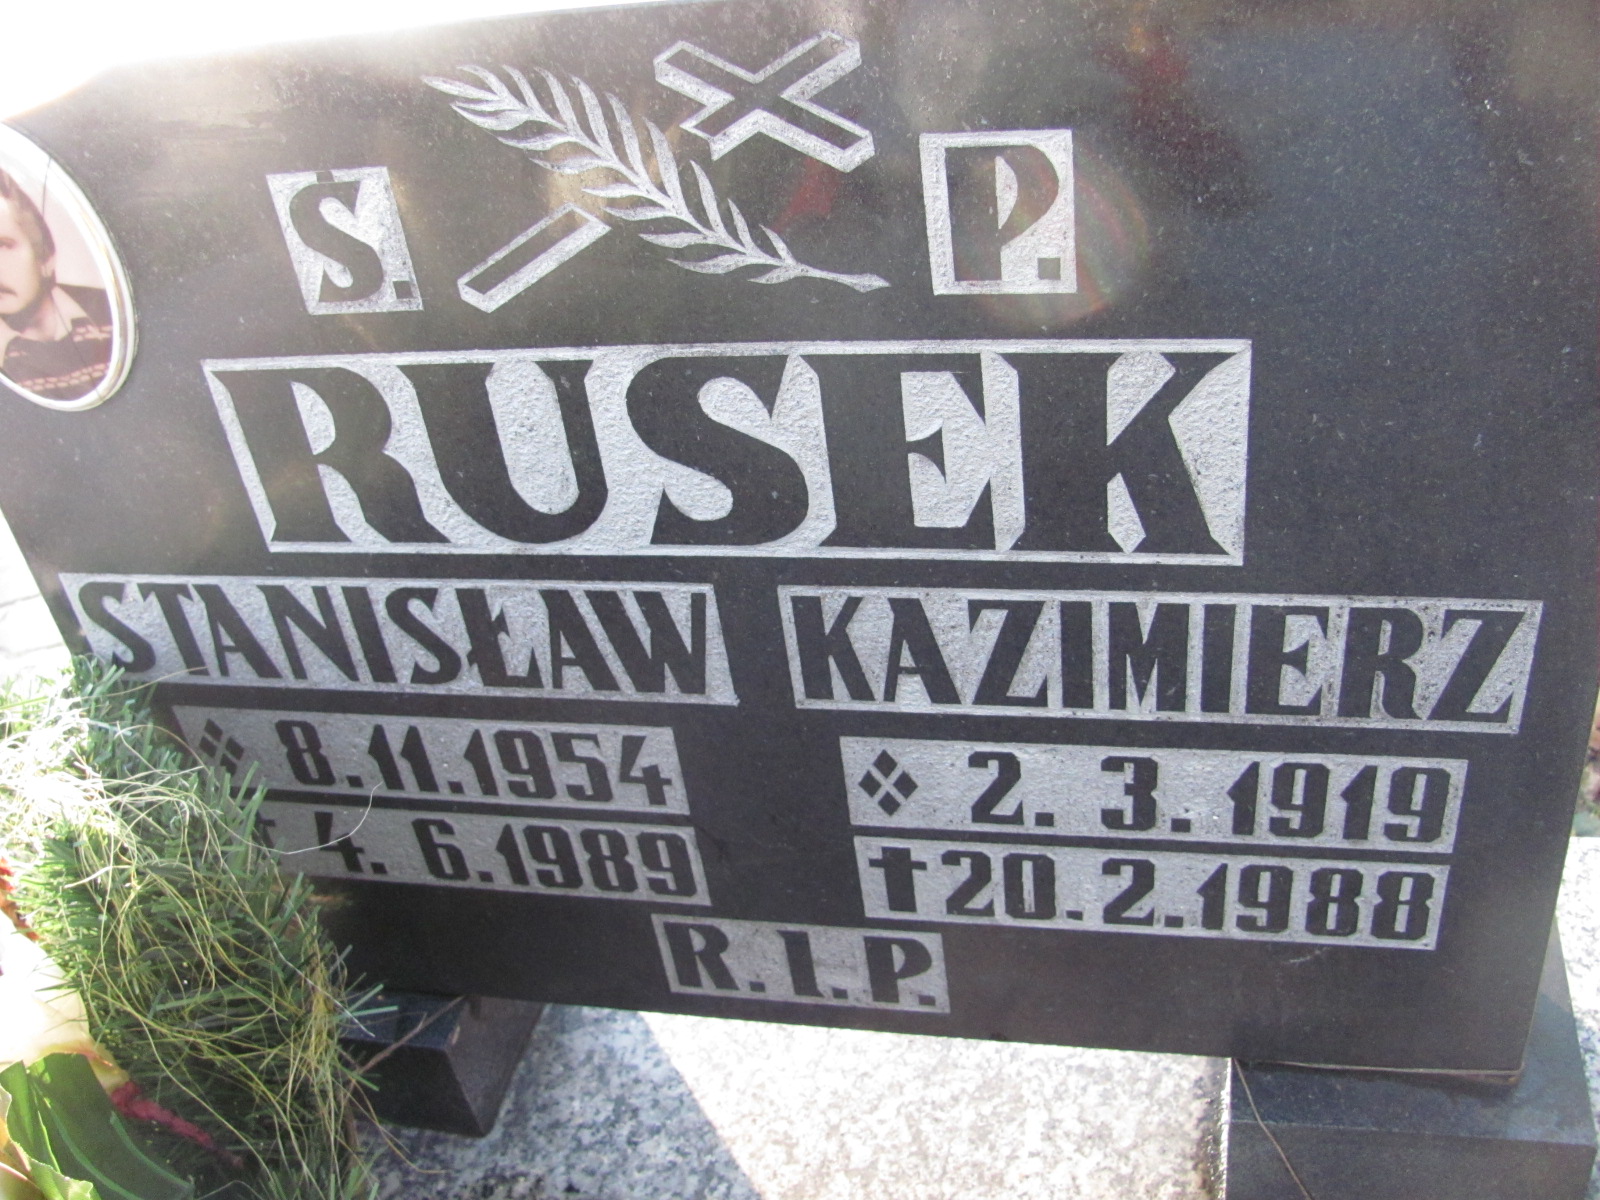 Ś. P.
RUSEK
STANISŁAW KAZIMIERZ
8.11.1954 2. 3. 1919
† 4. 6.1989 † 20.2.1988
R.I.P.